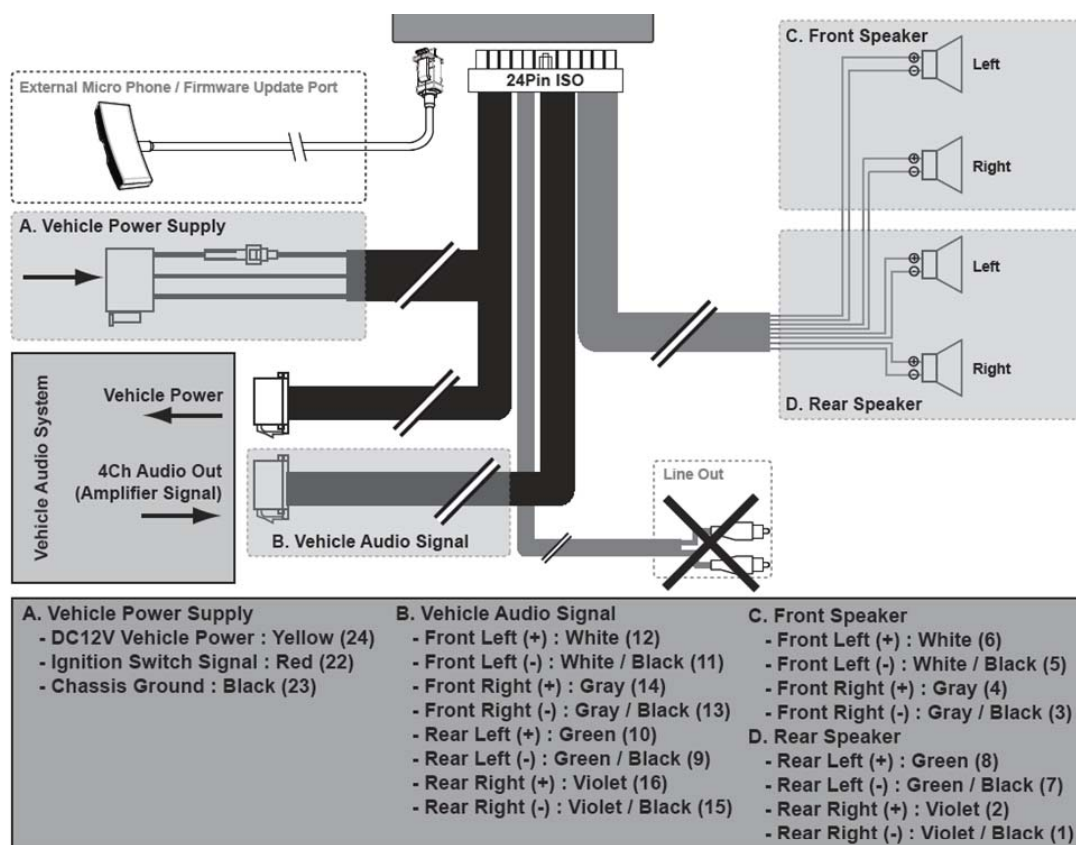 24Pin ISO
External Micro Phone / Firmware Update Port
C. Front Speaker
Left
Right
A. Vehicle Power Supply
Left
Right
D. Rear Speaker
Vehicle Audio System
Vehicle Power
4Ch Audio Out
(Amplifier Signal)
B. Vehicle Audio Signal
Line Out
A. Vehicle Power Supply
- DC12V Vehicle Power : Yellow (24)
- Ignition Switch Signal : Red (22)
- Chassis Ground : Black (23)
B. Vehicle Audio Signal
- Front Left (+) : White (12)
- Front Left (-) : White / Black (11)
- Front Right (+) : Gray (14)
- Front Right (-) : Gray / Black (13)
- Rear Left (+) : Green (10)
- Rear Left (-) : Green / Black (9)
- Rear Right (+) : Violet (16)
- Rear Right (-) : Violet / Black (15)
C. Front Speaker
- Front Left (+) : White (6)
- Front Left (-) : White / Black (5)
- Front Right (+) : Gray (4)
- Front Right (-) : Gray / Black (3)
D. Rear Speaker
- Rear Left (+) : Green (8)
- Rear Left (-) : Green / Black (7)
- Rear Right (+) : Violet (2)
- Rear Right (-) : Violet / Black (1)